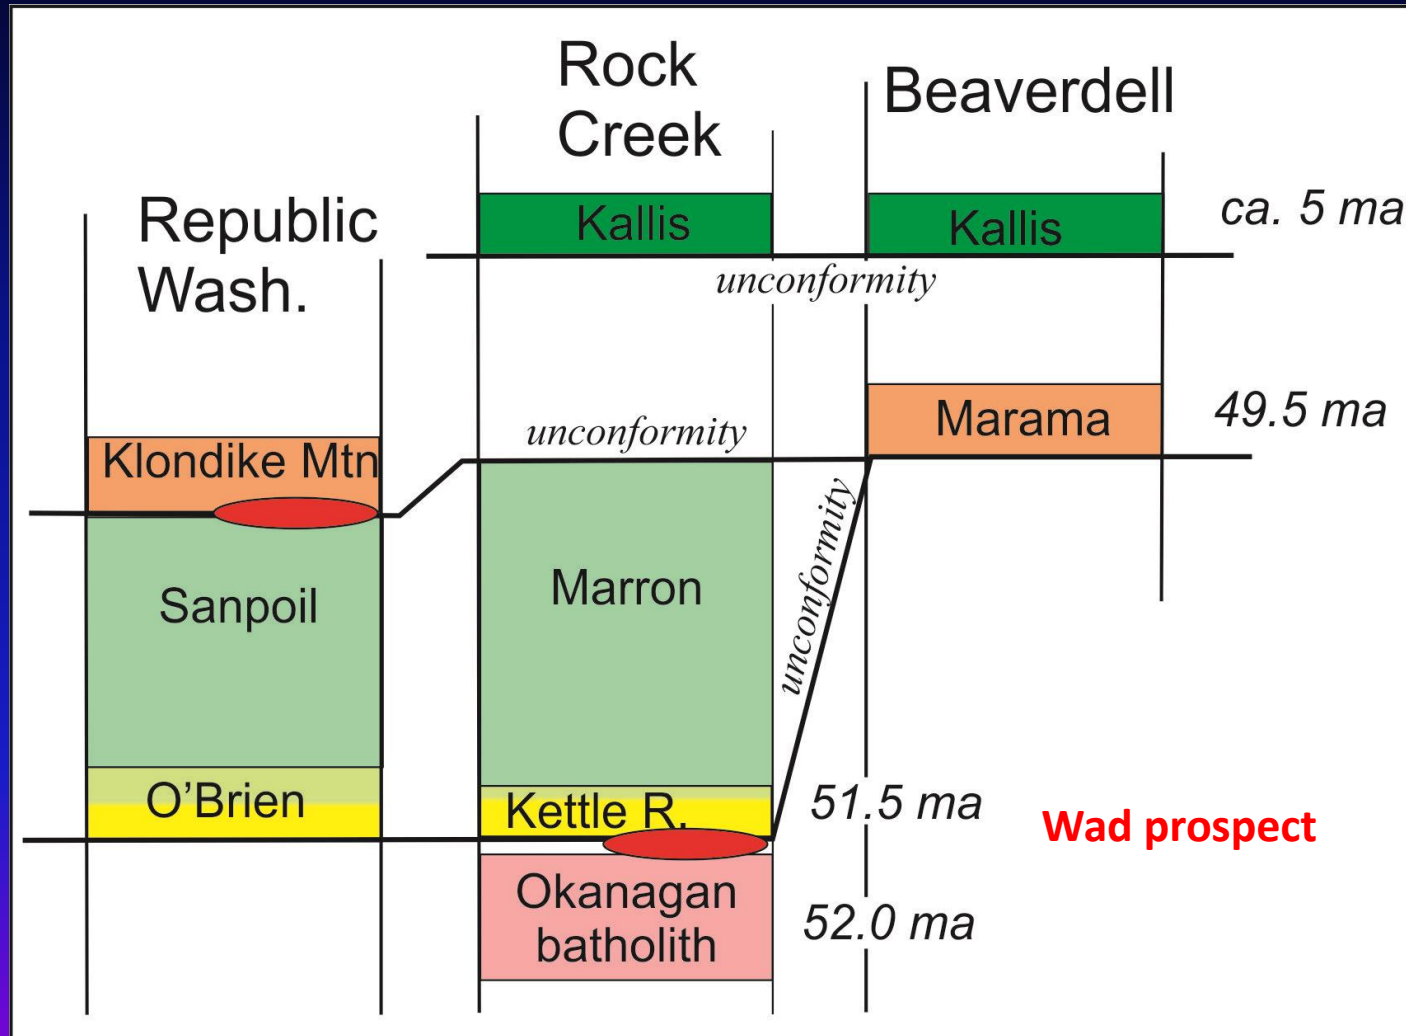 Rock
Creek
Beaverdell
Republic
Wash.
Kallis
Kallis
ca. 5 ma
unconformity
Marama
49.5 ma
unconformity
Klondike Mtn
Sanpoil
Marron
unconformity
O'Brien
Kettle R.
51.5 ma
Wad prospect
Okanagan
batholith
52.0 ma